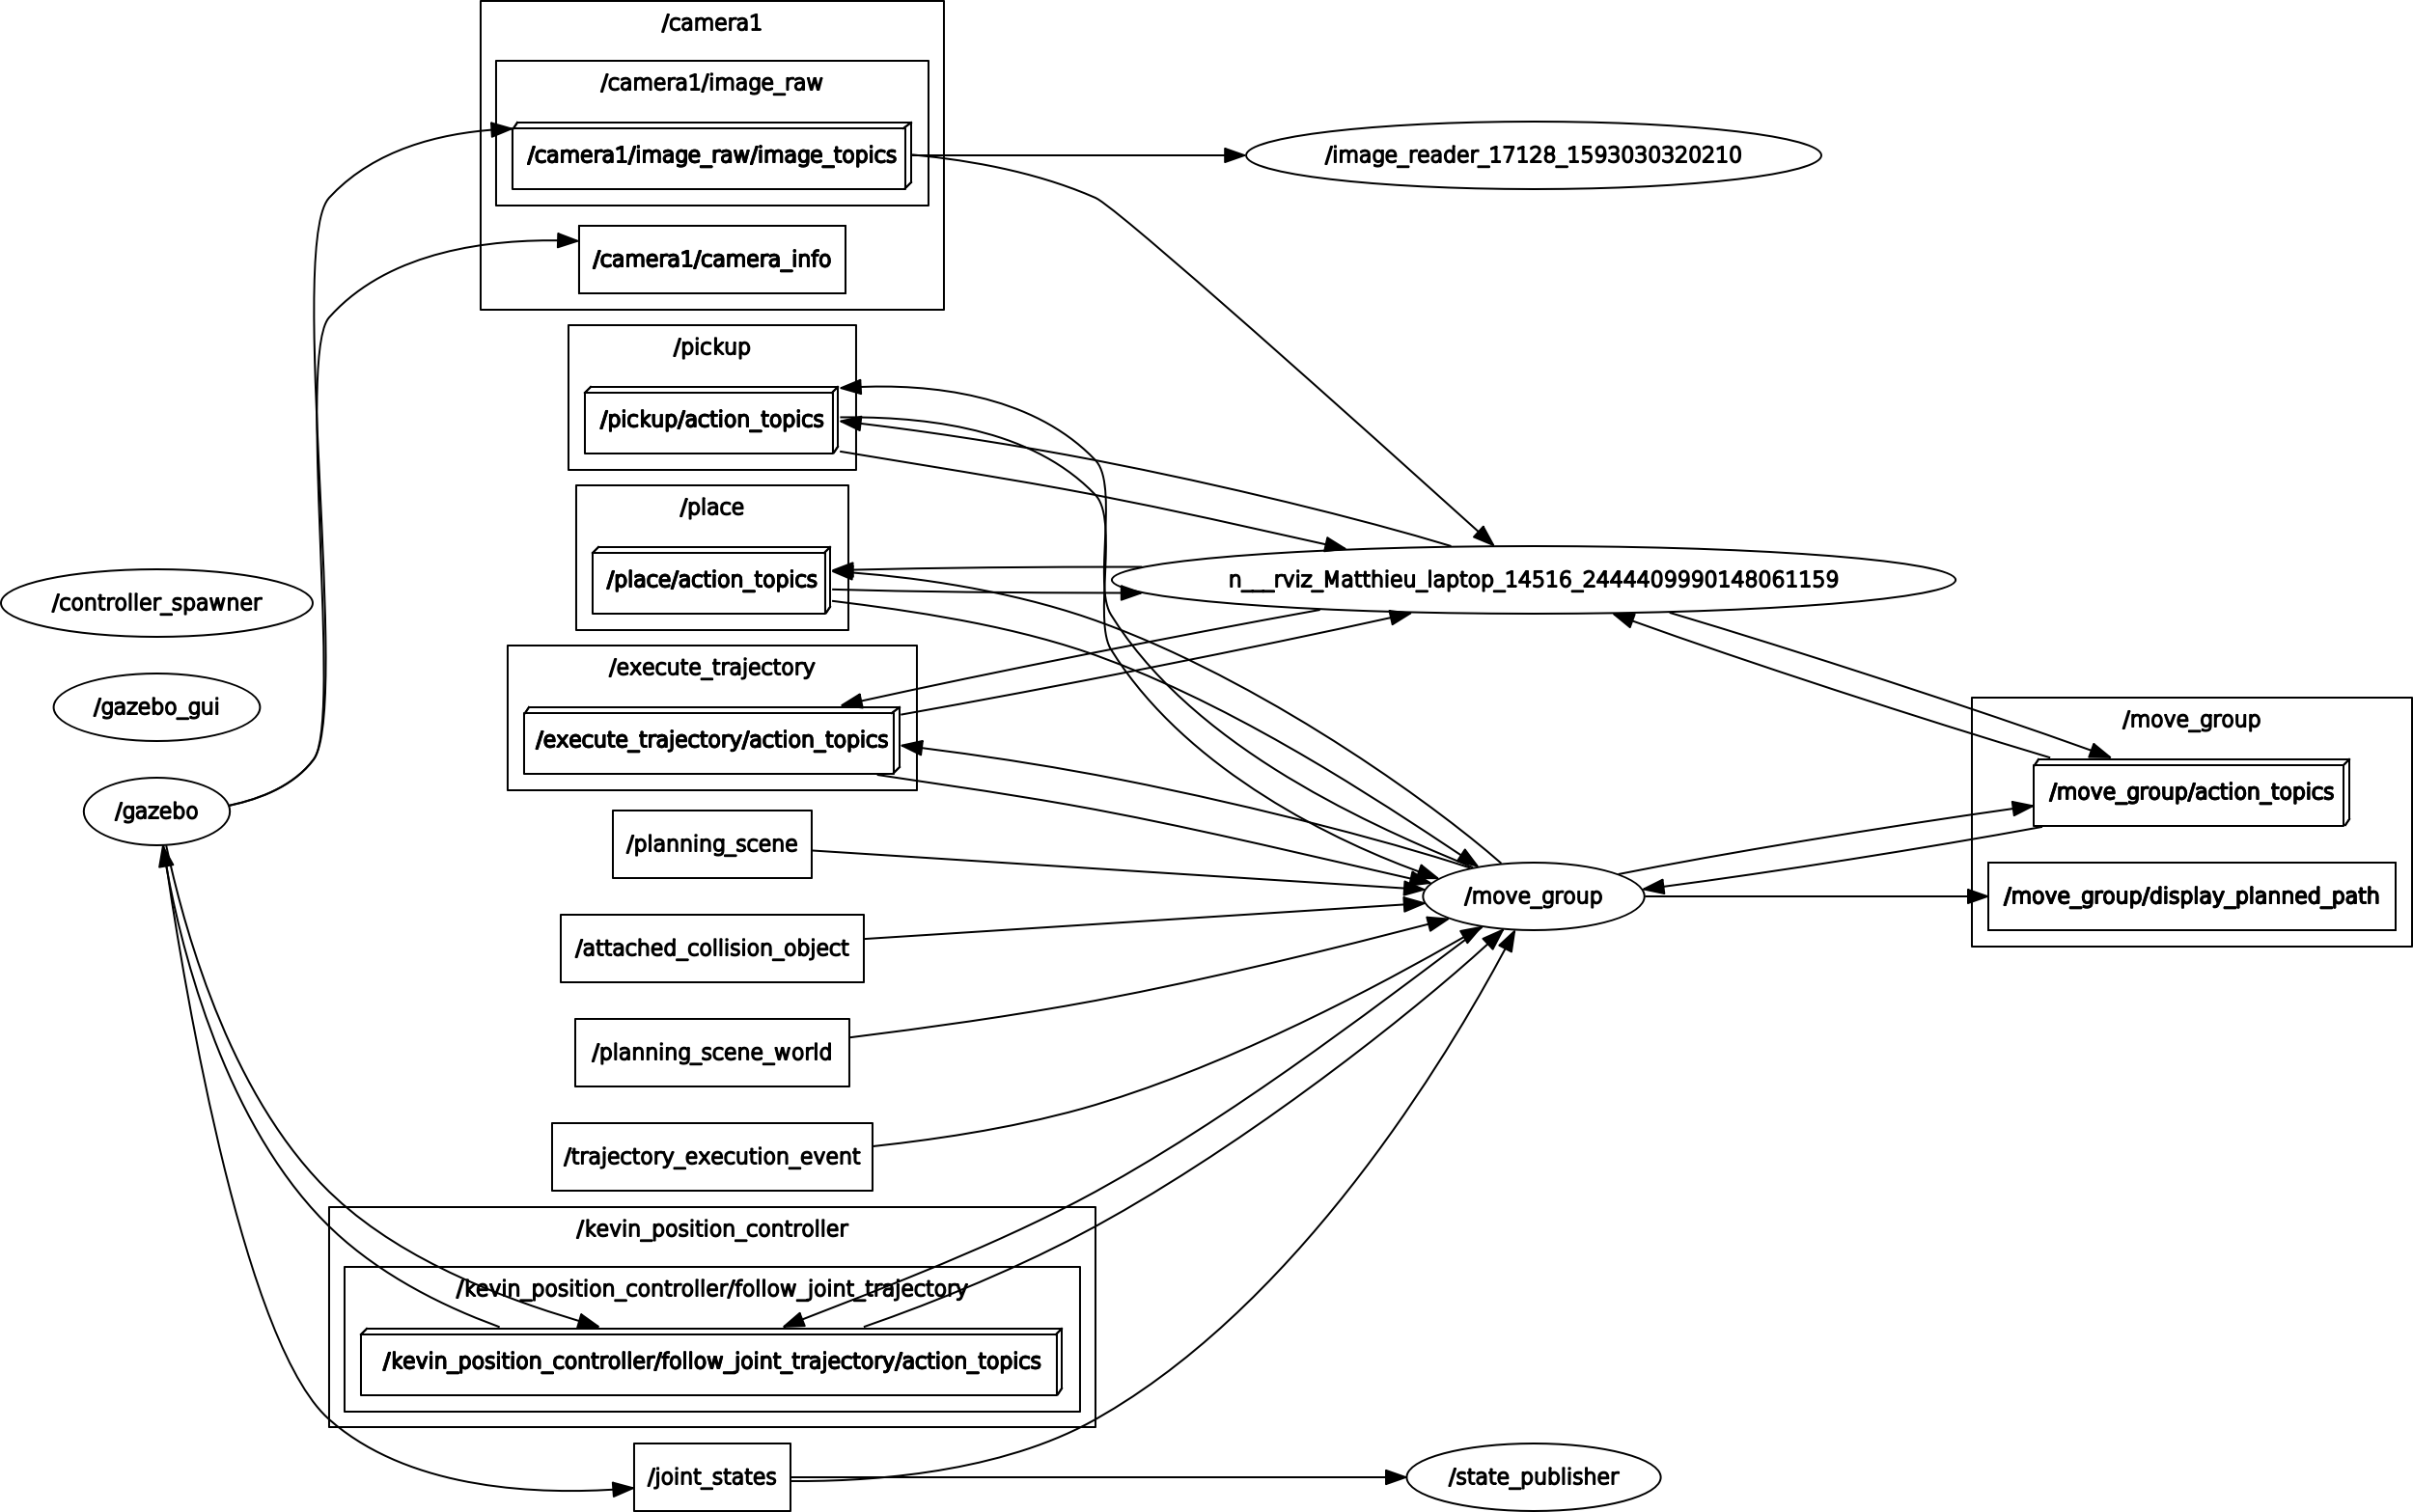 /camera1
/camera1/image_raw
/camera1/image_raw/image_topics
/image_reader_17128_1593030320210
/camera1/camera_info
/pickup
/pickup/action_topics
/place
/place/action_topics
n___rviz_Matthieu_laptop_14516_2444409990148061159
/controller_spawner
/execute_trajectory
/gazebo_gui
/execute_trajectory/action_topics
/move_group
/move_group/action_topics
/gazebo
/planning_scene
/move_group
/move_group/display_planned_path
/attached_collision_object
/planning_scene_world
/trajectory_execution_event
/kevin_position_controller
/kevin_position_controller/follow_joint_trajectory
/kevin_position_controller/follow_joint_trajectory/action_topics
/joint_states
/state_publisher